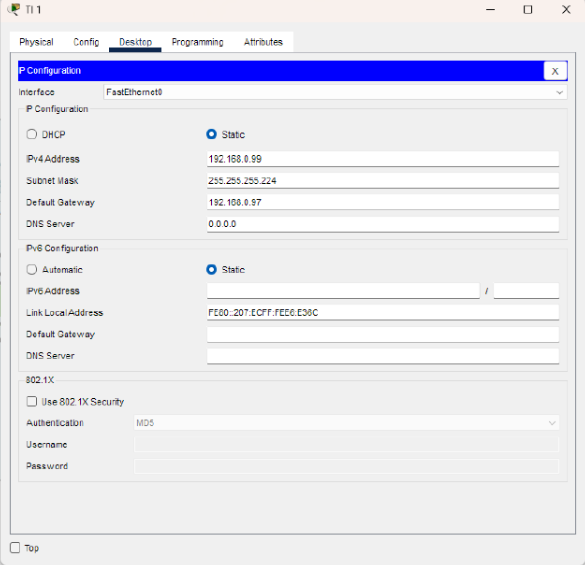 TI 1
Physical Config Desktop Programming Attributes
IP Configuration
X
Interface FastEthernet0
IP Configuration
DHCP Static
IPv4 Address 192.168.0.99
Subnet Mask 255.255.255.224
Default Gateway 192.168.0.97
DNS Server 0.0.0.0
IPv6 Configuration
Automatic Static
IPv6 Address /
Link Local Address FE80::207:ECFF:FEE6:E36C
Default Gateway
DNS Server
802.1X
Use 802.1X Security
Authentication MD5
Username
Password
Top